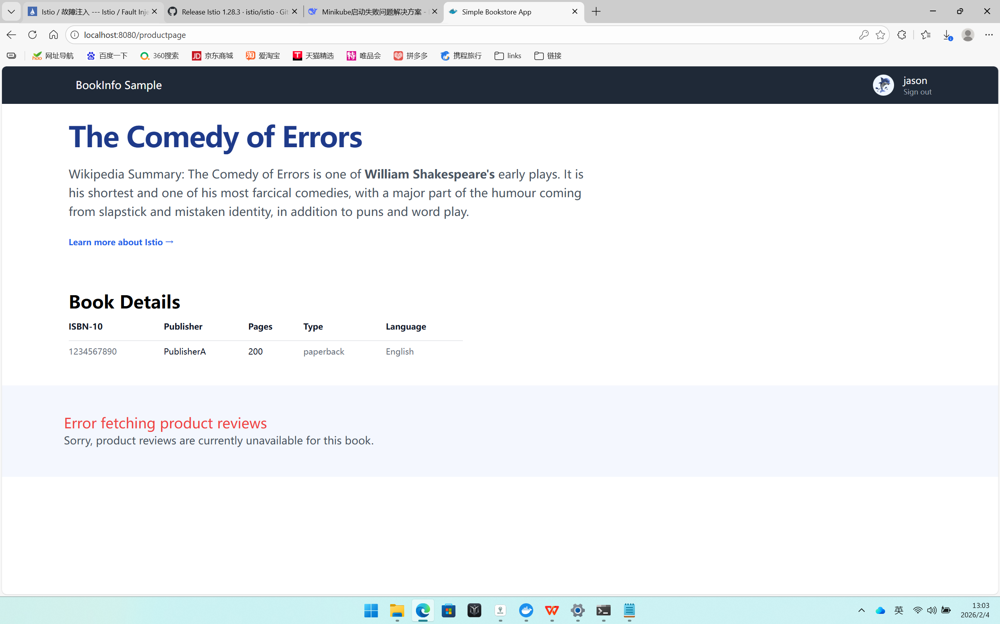 Istio / 故障注入 --- Istio / Fault Inje
Release Istio 1.28.3 · istio/istio · Git
Minikube启动失败问题解决方案 -
Simple Bookstore App
localhost:8080/productpage
hao 网址导航
百度一下
360搜索
JD 京东商城
淘 爱淘宝
T 天猫精选
特 唯品会
拼多多
携程旅行
links
链接
BookInfo Sample
jason
Sign out
The Comedy of Errors
Wikipedia Summary: The Comedy of Errors is one of William Shakespeare's early plays. It is
his shortest and one of his most farcical comedies, with a major part of the humour coming
from slapstick and mistaken identity, in addition to puns and word play.
Learn more about Istio →
Book Details
ISBN-10 Publisher Pages Type Language
1234567890 PublisherA 200 paperback English
Error fetching product reviews
Sorry, product reviews are currently unavailable for this book.
英
13:03
2026/2/4